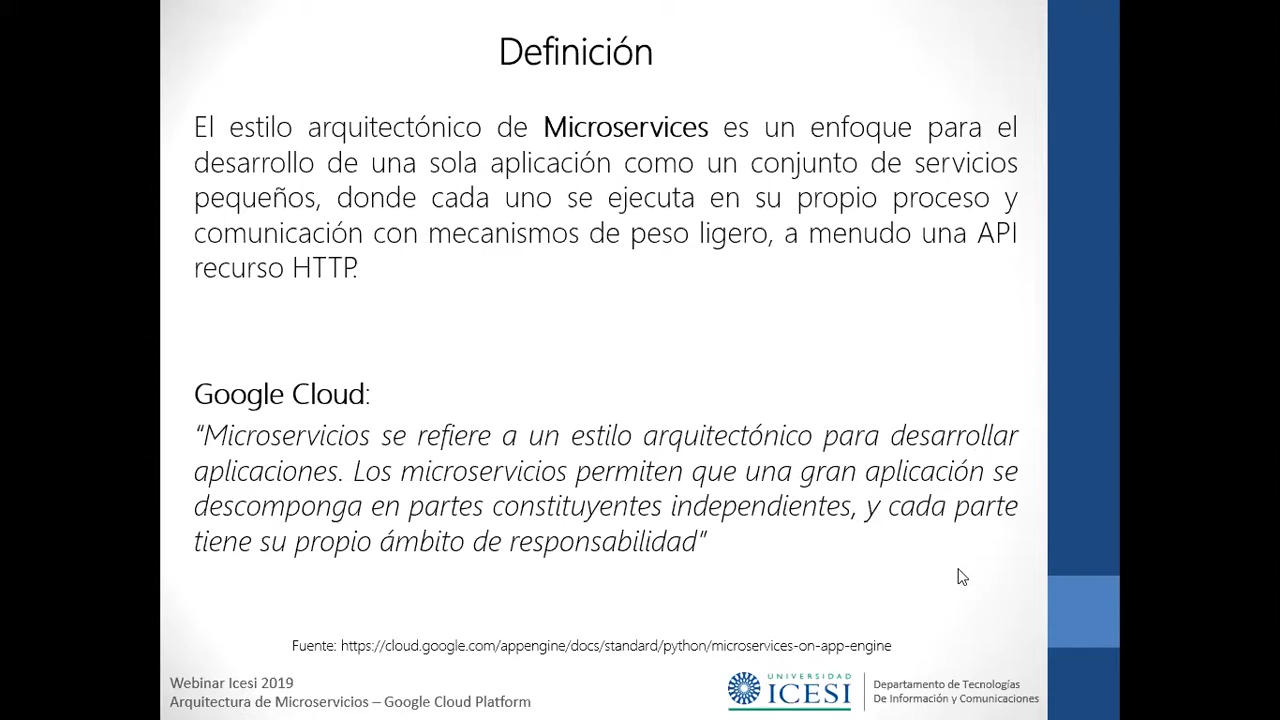 Definición
El estilo arquitectónico de Microservices es un enfoque para el
desarrollo de una sola aplicación como un conjunto de servicios
pequeños, donde cada uno se ejecuta en su propio proceso y
comunicación con mecanismos de peso ligero, a menudo una API
recurso HTTP.
Google Cloud:
“Microservicios se refiere a un estilo arquitectónico para desarrollar
aplicaciones. Los microservicios permiten que una gran aplicación se
descomponga en partes constituyentes independientes, y cada parte
tiene su propio ámbito de responsabilidad”
Fuente: https://cloud.google.com/appengine/docs/standard/python/microservices-on-app-engine
Webinar Icesi 2019
Arquitectura de Microservicios – Google Cloud Platform
UNIVERSIDAD
ICESI
Departamento de Tecnologías
De Información y Comunicaciones